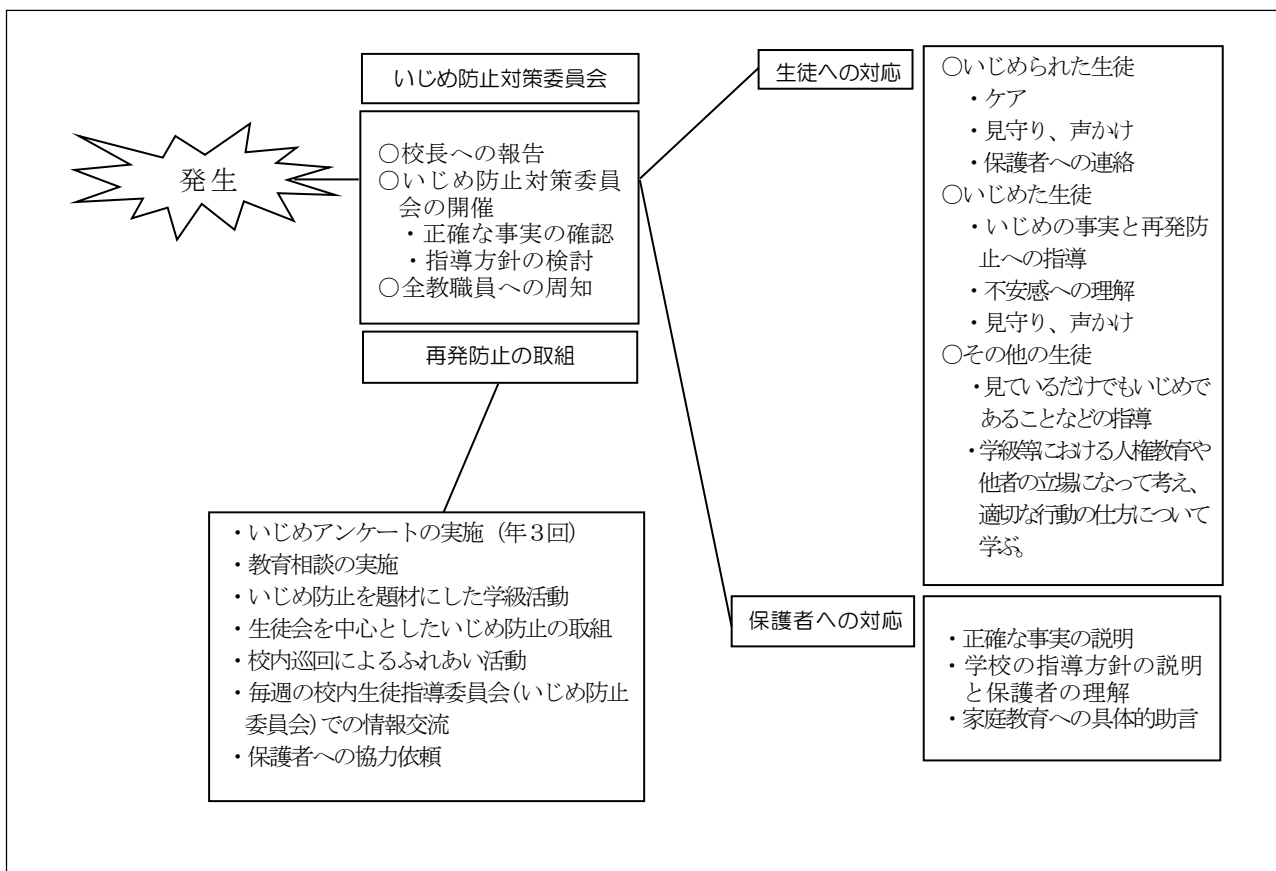 発生
いじめ防止対策委員会
○校長への報告
○いじめ防止対策委員
会の開催
・正確な事実の確認
・指導方針の検討
○全教職員への周知
再発防止の取組
・いじめアンケートの実施（年３回）
・教育相談の実施
・いじめ防止を題材にした学級活動
・生徒会を中心としたいじめ防止の取組
・校内巡回によるふれあい活動
・毎週の校内生徒指導委員会（いじめ防止
委員会）での情報交流
・保護者への協力依頼
生徒への対応
○いじめられた生徒
・ケア
・見守り、声かけ
・保護者への連絡
○いじめた生徒
・いじめの事実と再発防
止への指導
・不安感への理解
・見守り、声かけ
○その他の生徒
・見ているだけでもいじめで
あることなどの指導
・学級等における人権教育や
他者の立場になって考え、
適切な行動の仕方について
学ぶ。
保護者への対応
・正確な事実の説明
・学校の指導方針の説明
と保護者の理解
・家庭教育への具体的助言